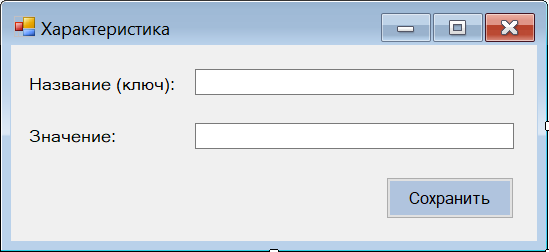 Характеристика
Название (ключ):
Значение:
Сохранить